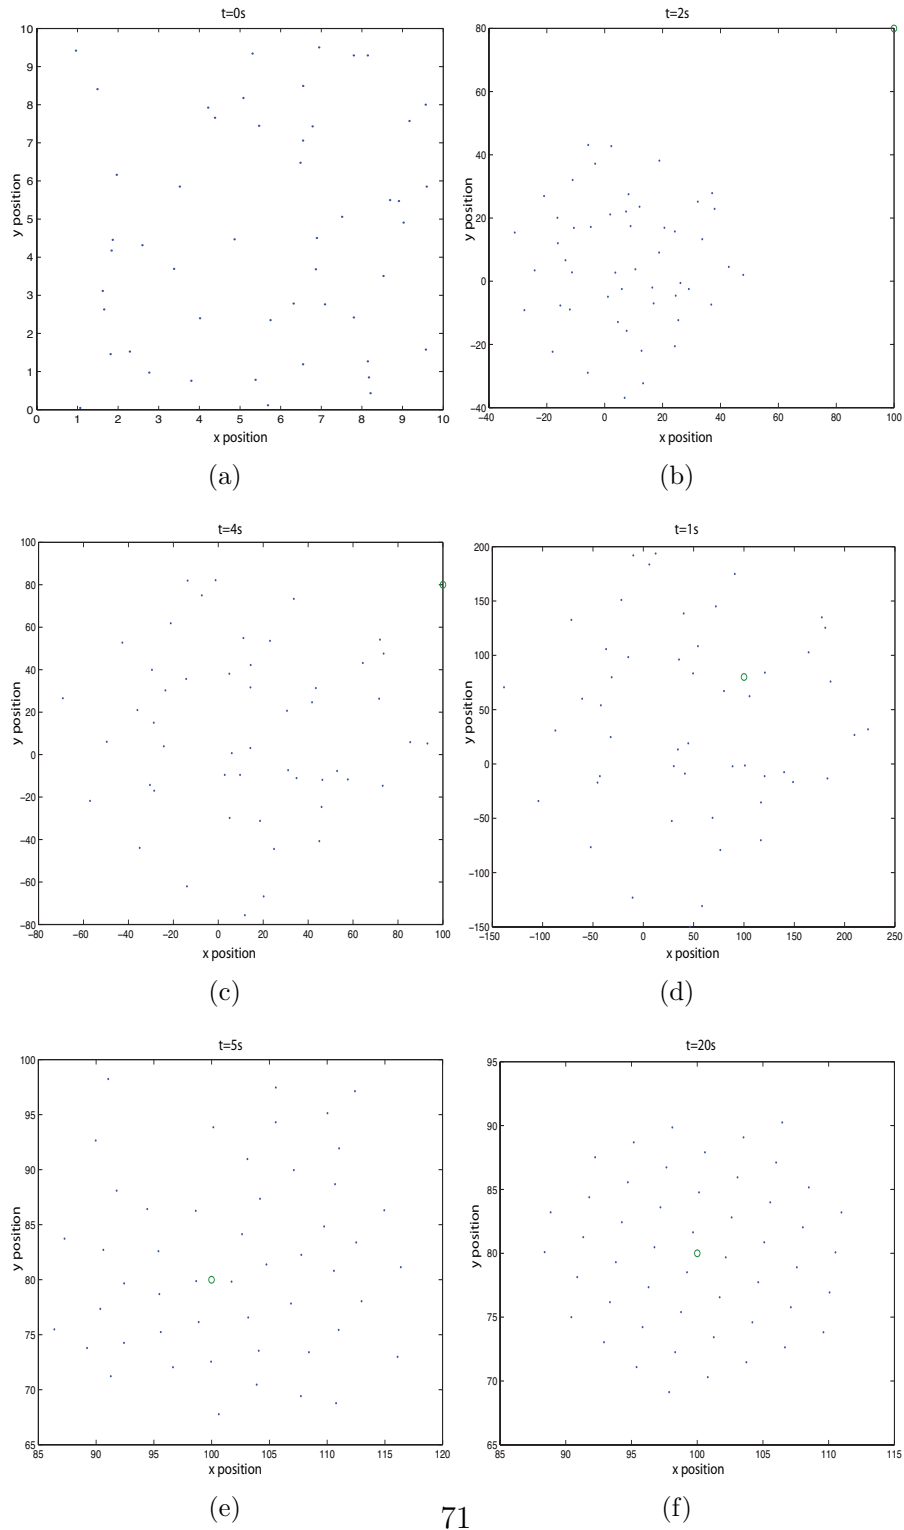 t=0s
10
9
8
7
6
5
4
3
2
1
0
y position
0 1 2 3 4 5 6 7 8 9 10
x position
(a)
t=2s
80
60
40
20
0
−20
−40
y position
−40 −20 0 20 40 60 80 100
x position
(b)
t=4s
100
80
60
40
20
0
−20
−40
−60
−80
y position
−80 −60 −40 −20 0 20 40 60 80 100
x position
(c)
t=1s
200
150
100
50
0
−50
−100
−150
y position
−150 −100 −50 0 50 100 150 200 250
x position
(d)
t=5s
100
95
90
85
80
75
70
65
y position
85 90 95 100 105 110 115 120
x position
(e)
t=20s
95
90
85
80
75
70
65
y position
85 90 95 100 105 110 115
x position
(f)
71